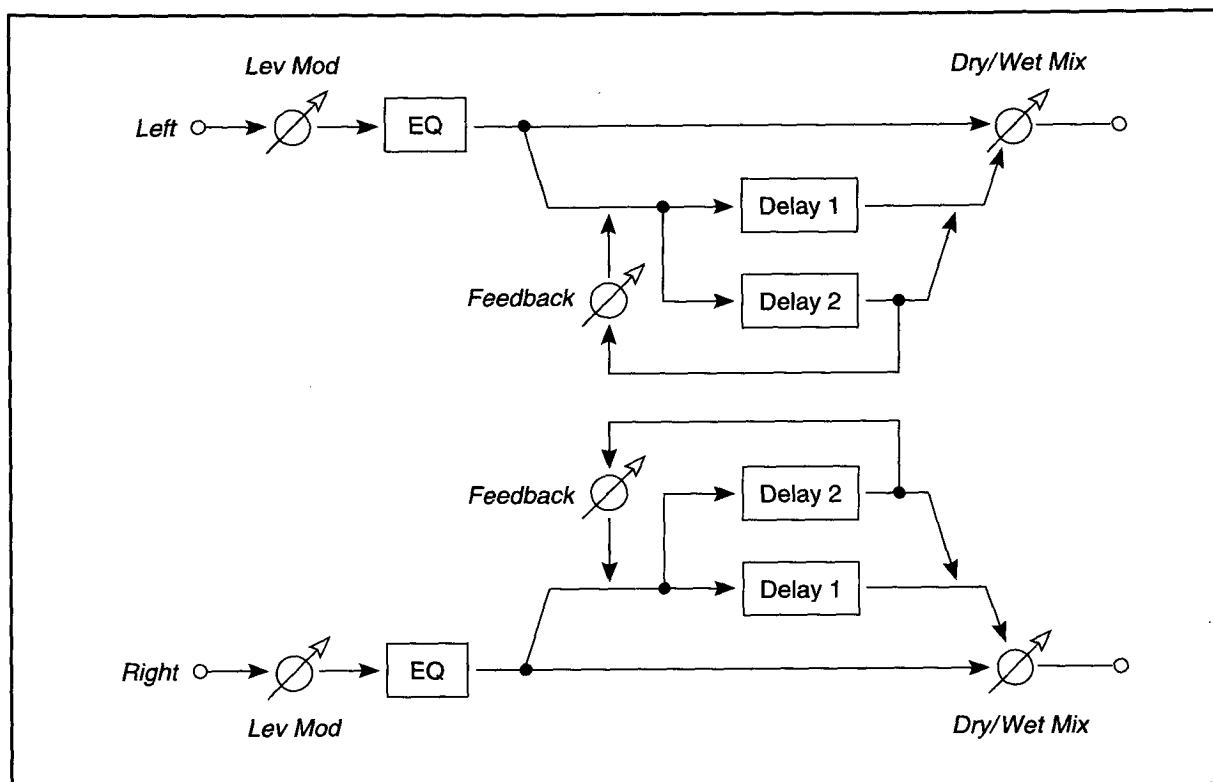 Lev Mod
Dry/Wet Mix
Left
EQ
Delay 1
Feedback
Delay 2
Feedback
Delay 2
Delay 1
Right
EQ
Lev Mod
Dry/Wet Mix